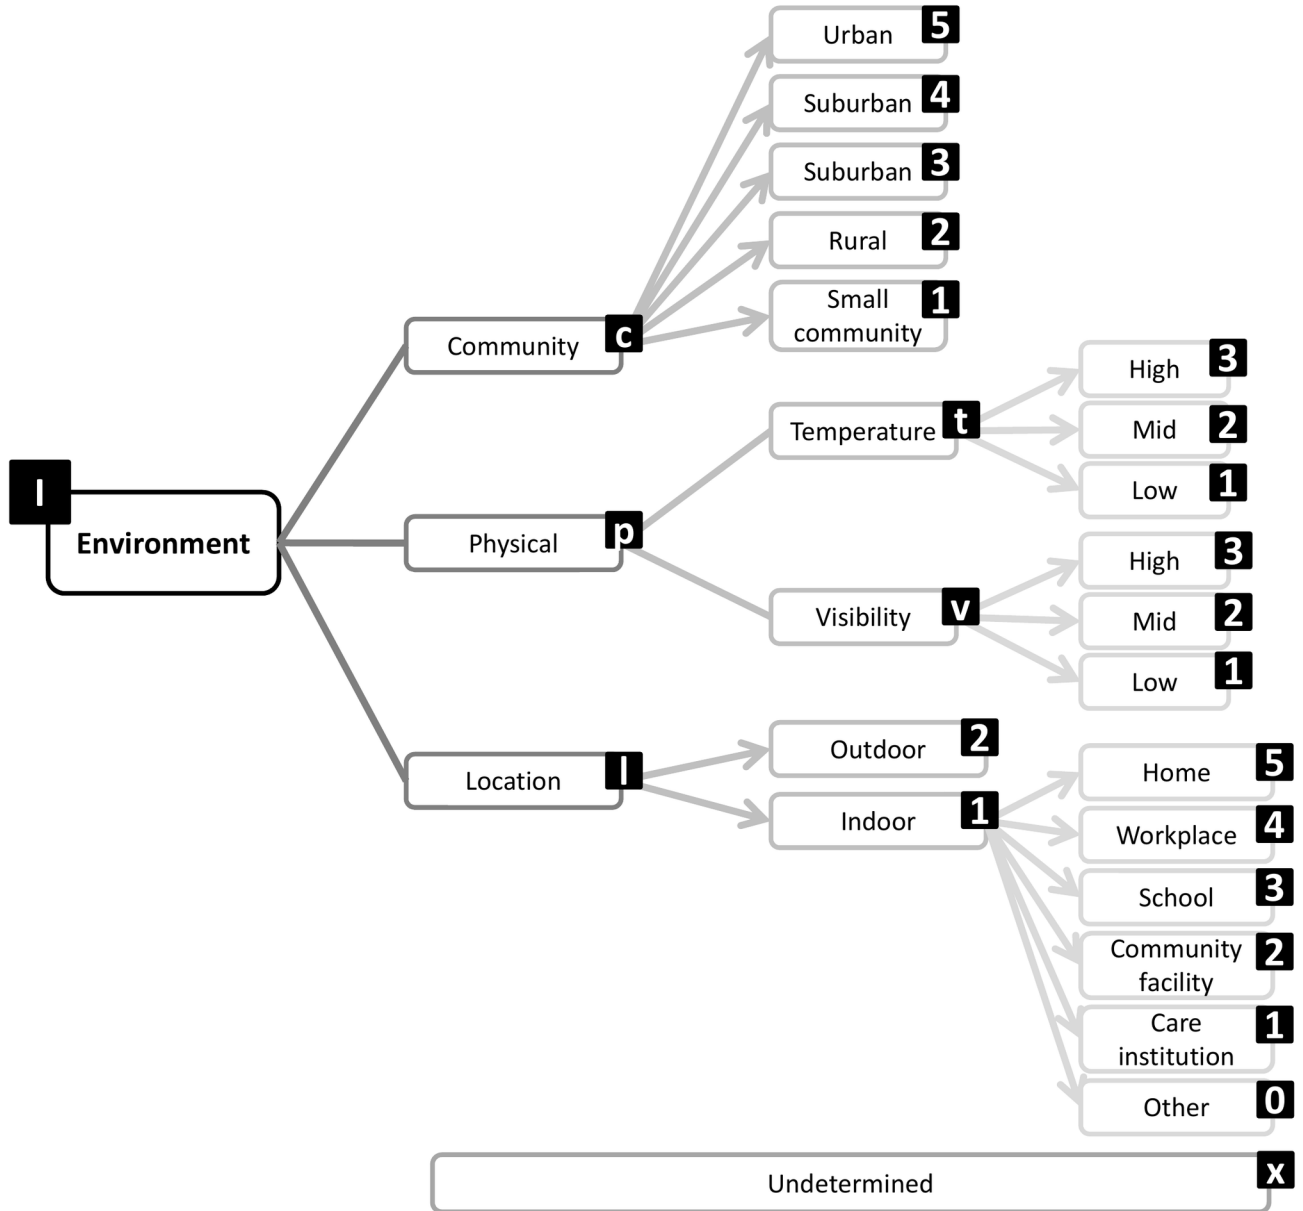 Urban 5
Suburban 4
Suburban 3
Rural 2
Small 1
community
Community c
Temperature t
High 3
Mid 2
Low 1
I
Environment
Physical p
Visibility v
High 3
Mid 2
Low 1
Location l
Outdoor 2
Indoor 1
Home 5
Workplace 4
School 3
Community 2
facility
Care 1
institution
Other 0
Undetermined x